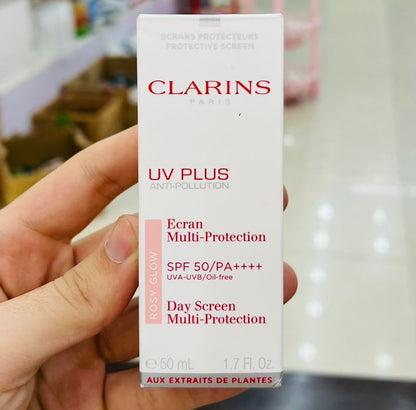 ECRANS PROTECTEURS
PROTECTIVE SCREEN
CLARINS
PARIS
UV PLUS
ANTI-POLLUTION
ROSY GLOW
Ecran
Multi-Protection
SPF 50/PA++++
UVA-UVB/Oil-free
Day Screen
Multi-Protection
℮ 50 mL 1.7 Fl. Oz.
AUX EXTRAITS DE PLANTES